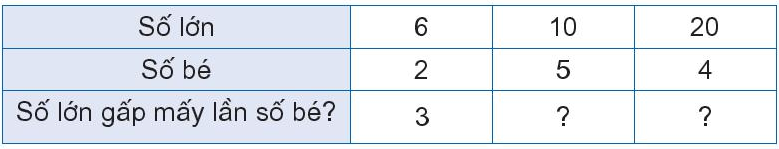 Số lớn 6 10 20
Số bé 2 5 4
Số lớn gấp mấy lần số bé? 3 ? ?